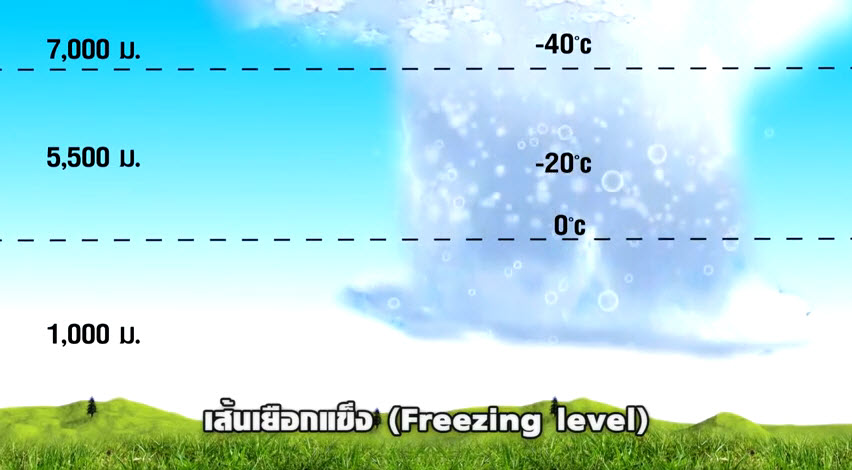 7,000 ม.
-40°c
5,500 ม.
-20°c
0°c
1,000 ม.
เส้นเยือกแข็ง (Freezing level)